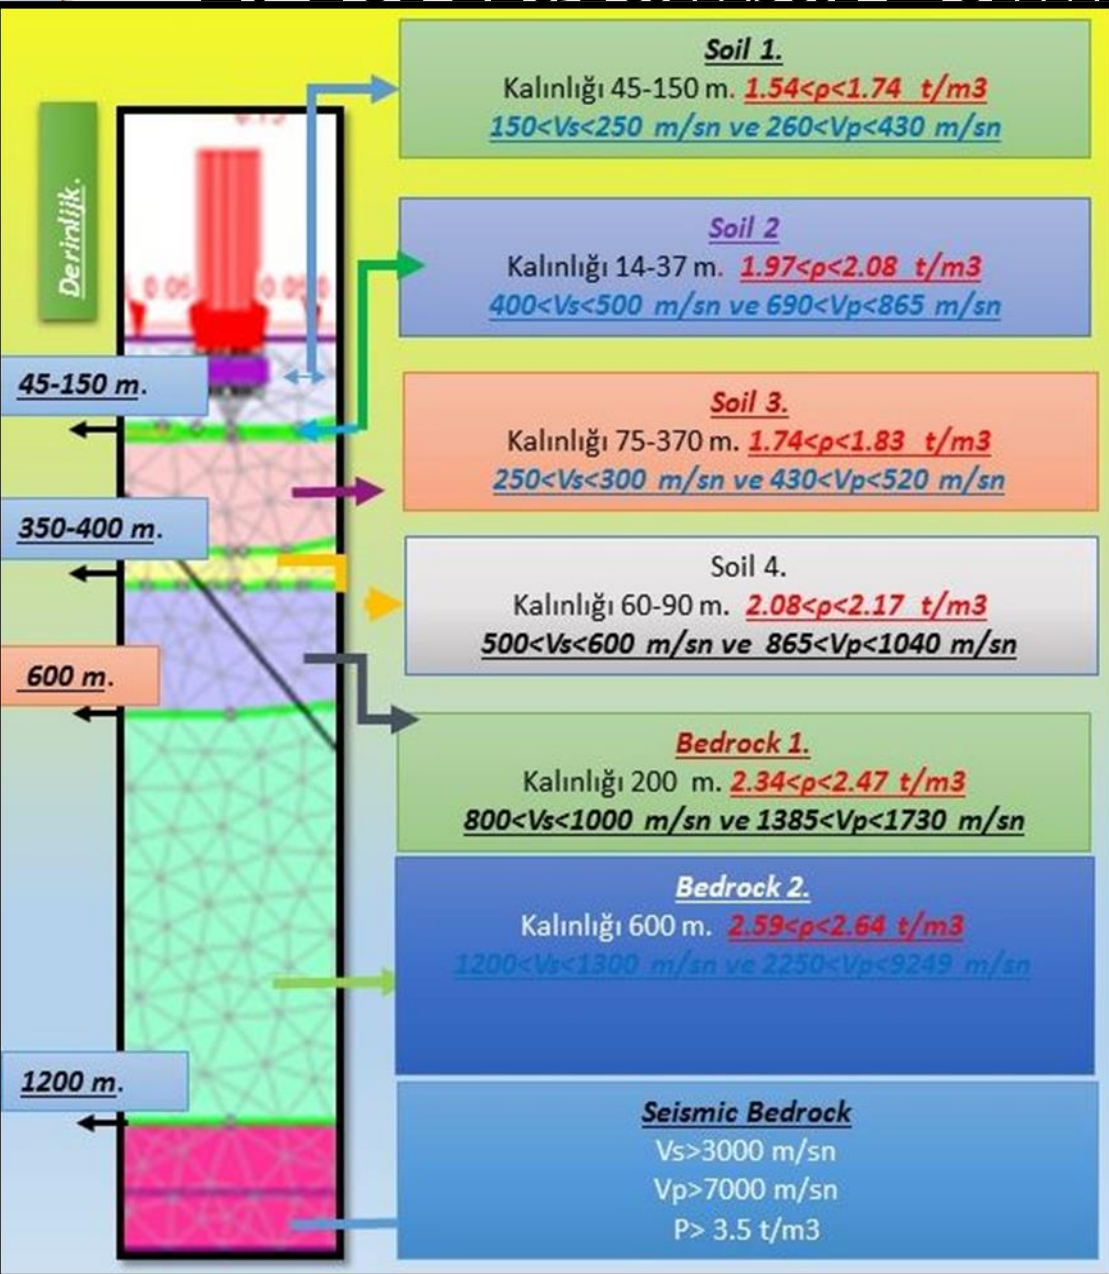 Soil 1.
Kalınlığı 45-150 m. 1.54<ρ<1.74 t/m3
150<Vs<250 m/sn ve 260<Vp<430 m/sn
Derinlijk.
Soil 2
Kalınlığı 14-37 m. 1.97<ρ<2.08 t/m3
400<Vs<500 m/sn ve 690<Vp<865 m/sn
45-150 m.
Soil 3.
Kalınlığı 75-370 m. 1.74<ρ<1.83 t/m3
250<Vs<300 m/sn ve 430<Vp<520 m/sn
350-400 m.
Soil 4.
Kalınlığı 60-90 m. 2.08<ρ<2.17 t/m3
500<Vs<600 m/sn ve 865<Vp<1040 m/sn
600 m.
Bedrock 1.
Kalınlığı 200 m. 2.34<ρ<2.47 t/m3
800<Vs<1000 m/sn ve 1385<Vp<1730 m/sn
Bedrock 2.
Kalınlığı 600 m. 2.59<ρ<2.64 t/m3
1200<Vs<1300 m/sn ve 2250<Vp<9249 m/sn
1200 m.
Seismic Bedrock
Vs>3000 m/sn
Vp>7000 m/sn
P> 3.5 t/m3